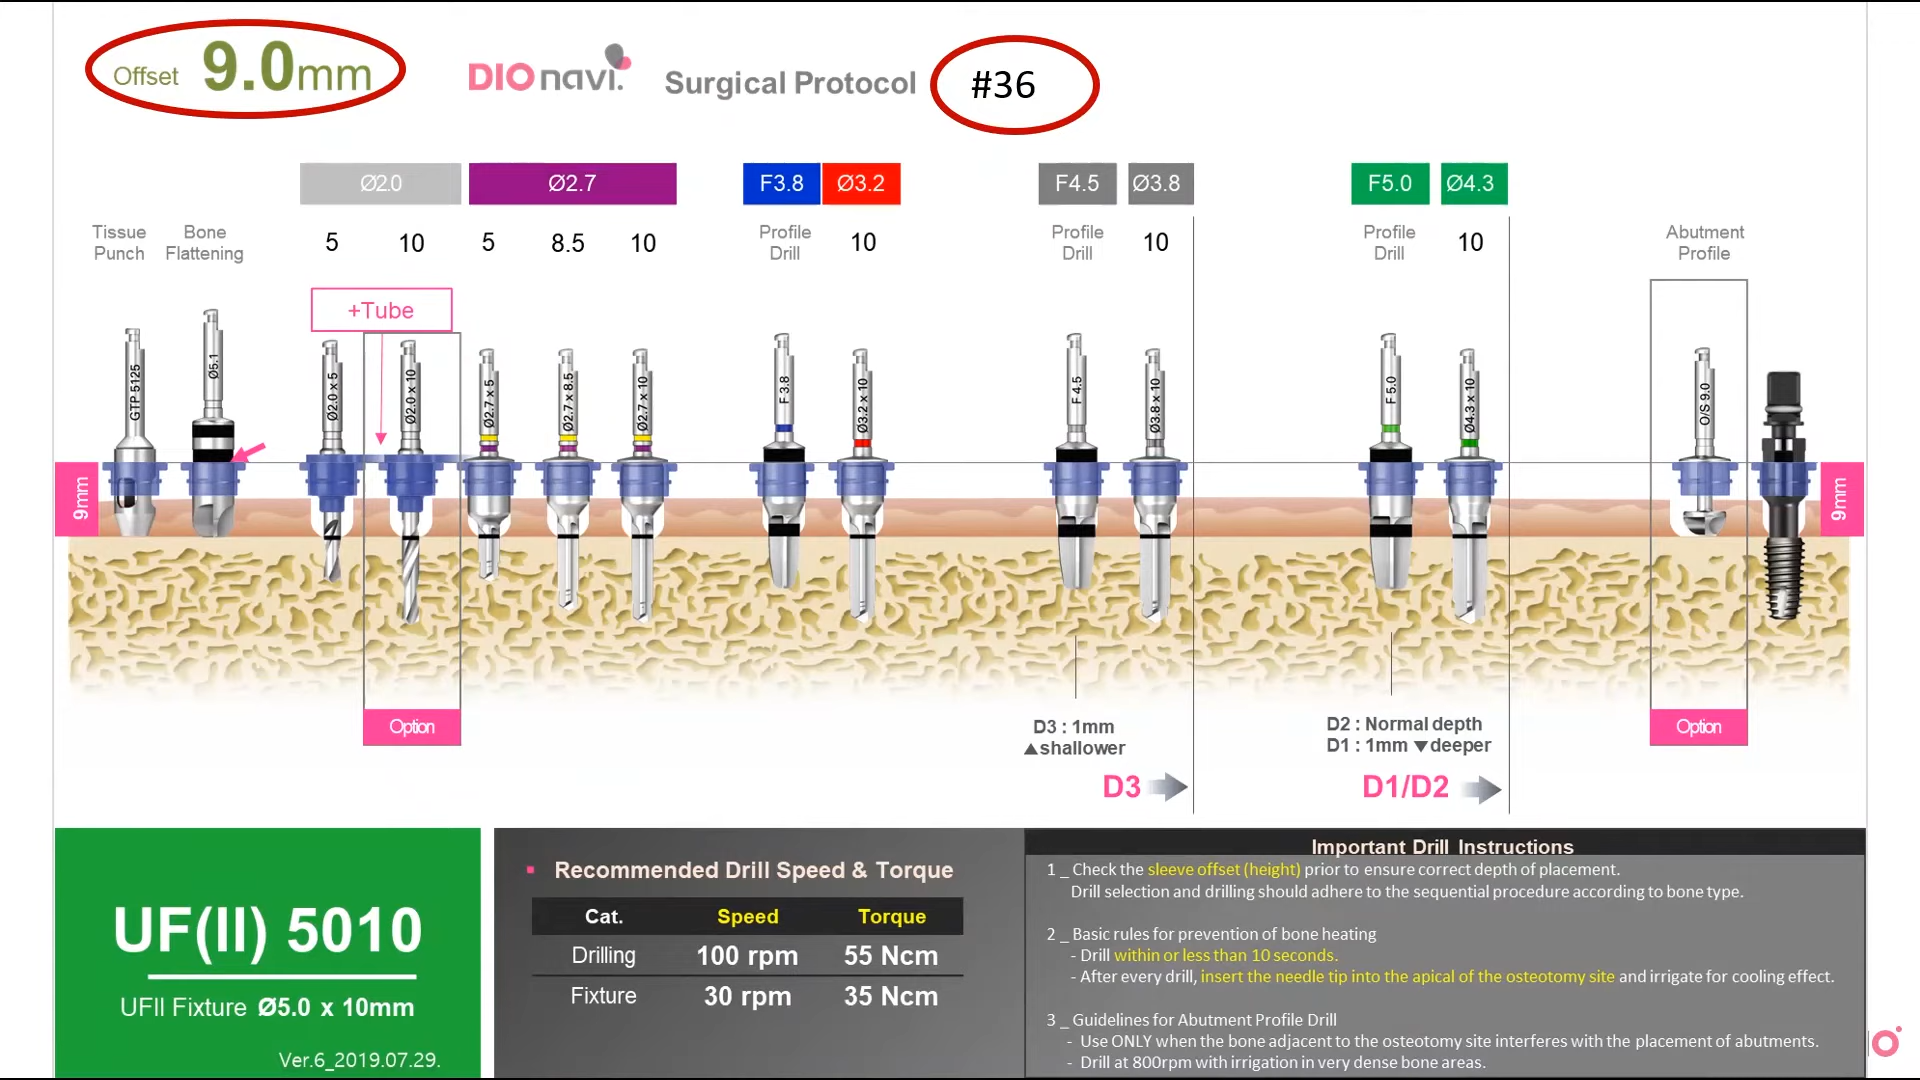 Offset 9.0mm
DIO navi. Surgical Protocol #36
Ø2.0 Ø2.7 F3.8 Ø3.2 F4.5 Ø3.8 F5.0 Ø4.3
Tissue Punch
Bone Flattening
5 10 5 8.5 10
Profile Drill
10
Profile Drill
10
Profile Drill
10
Abutment Profile
+Tube
GTP 5125
Ø5.1
Ø2.0 x 5
Ø2.0 x 10
Ø2.7 x 5
Ø2.7 x 8.5
Ø2.7 x 10
F 3.8
Ø3.2 x 10
F 4.5
Ø3.8 x 10
F 5.0
Ø4.3 x 10
O/S 9.0
9mm
9mm
Option
D3 : 1mm
▲shallower
D3
D2 : Normal depth
D1 : 1mm ▼deeper
D1/D2
Option
UF(II) 5010
UFII Fixture Ø5.0 x 10mm
Ver.6_2019.07.29.
Recommended Drill Speed & Torque
Cat. Speed Torque
Drilling 100 rpm 55 Ncm
Fixture 30 rpm 35 Ncm
Important Drill Instructions
1 _ Check the sleeve offset (height) prior to ensure correct depth of placement.
Drill selection and drilling should adhere to the sequential procedure according to bone type.
2 _ Basic rules for prevention of bone heating
- Drill within or less than 10 seconds.
- After every drill, insert the needle tip into the apical of the osteotomy site and irrigate for cooling effect.
3 _ Guidelines for Abutment Profile Drill
- Use ONLY when the bone adjacent to the osteotomy site interferes with the placement of abutments.
- Drill at 800rpm with irrigation in very dense bone areas.